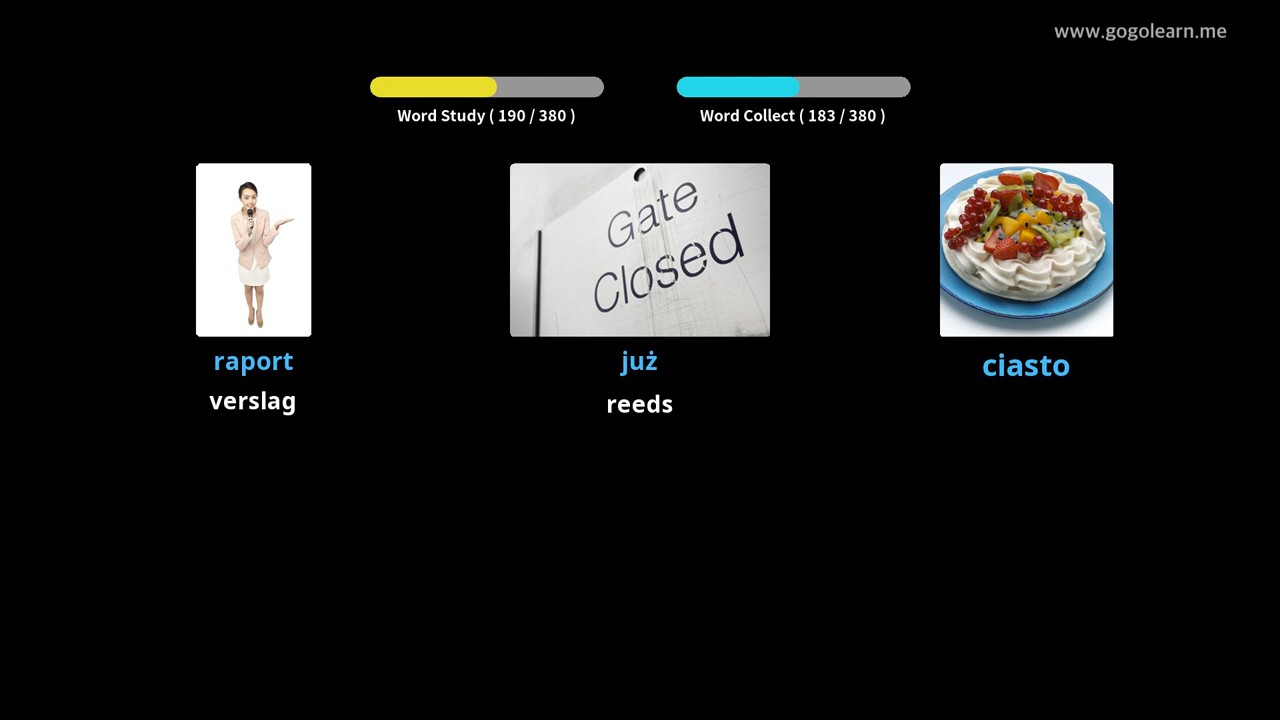 www.gogolearn.me
Word Study ( 190 / 380 )
Word Collect ( 183 / 380 )
Gate
Closed
raport
już
ciasto
verslag
reeds